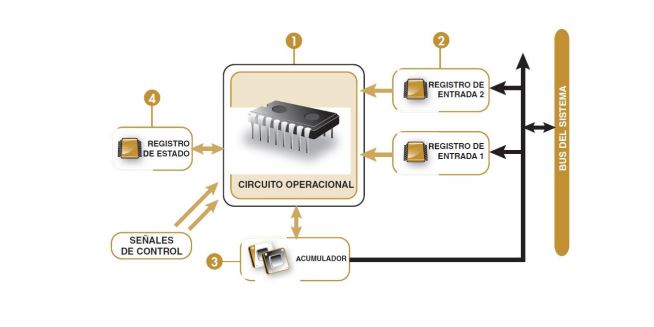 1
2
REGISTRO DE
ENTRADA 2
4
REGISTRO
DE ESTADO
REGISTRO DE
ENTRADA 1
CIRCUITO OPERACIONAL
BUS DEL SISTEMA
SEÑALES
DE CONTROL
3
ACUMULADOR